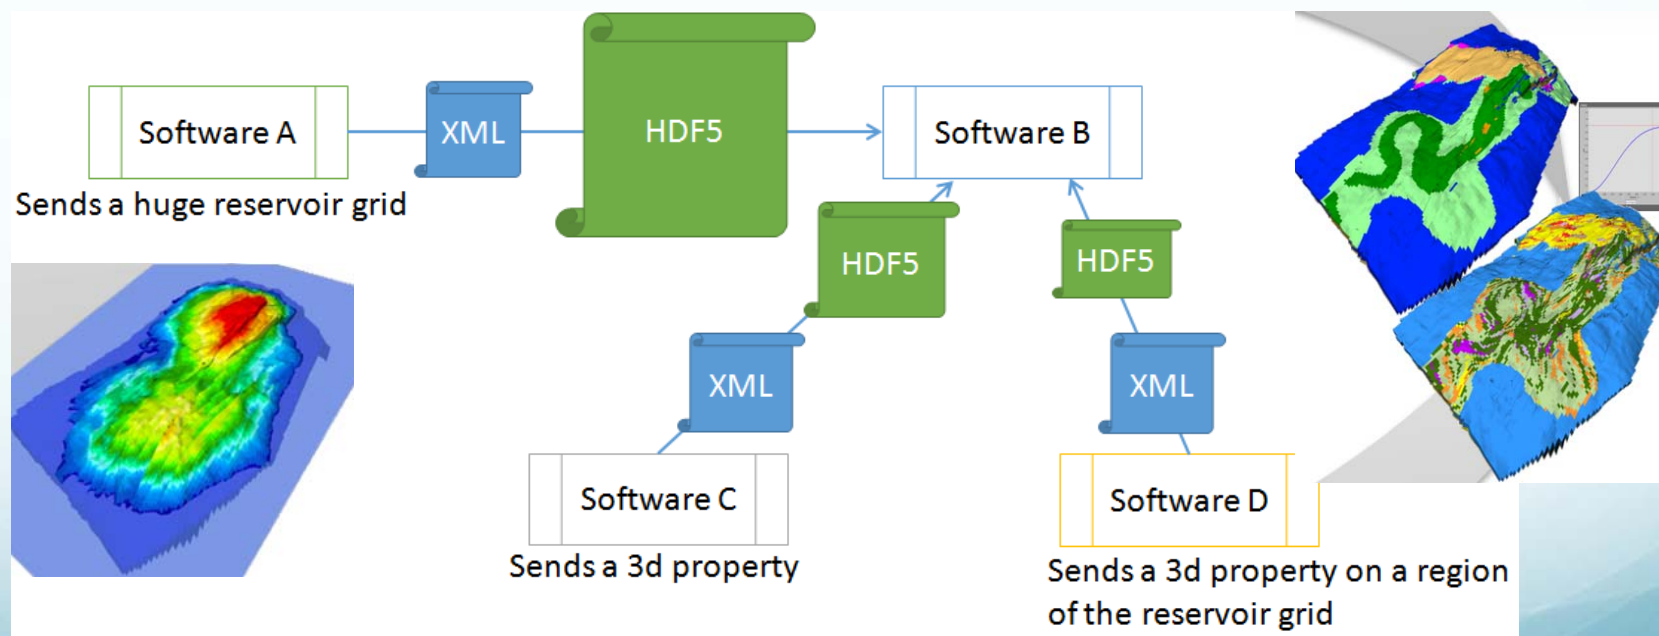 Software A
XML
HDF5
Software B
Sends a huge reservoir grid
HDF5
HDF5
XML
XML
Software C
Software D
Sends a 3d property
Sends a 3d property on a region
of the reservoir grid